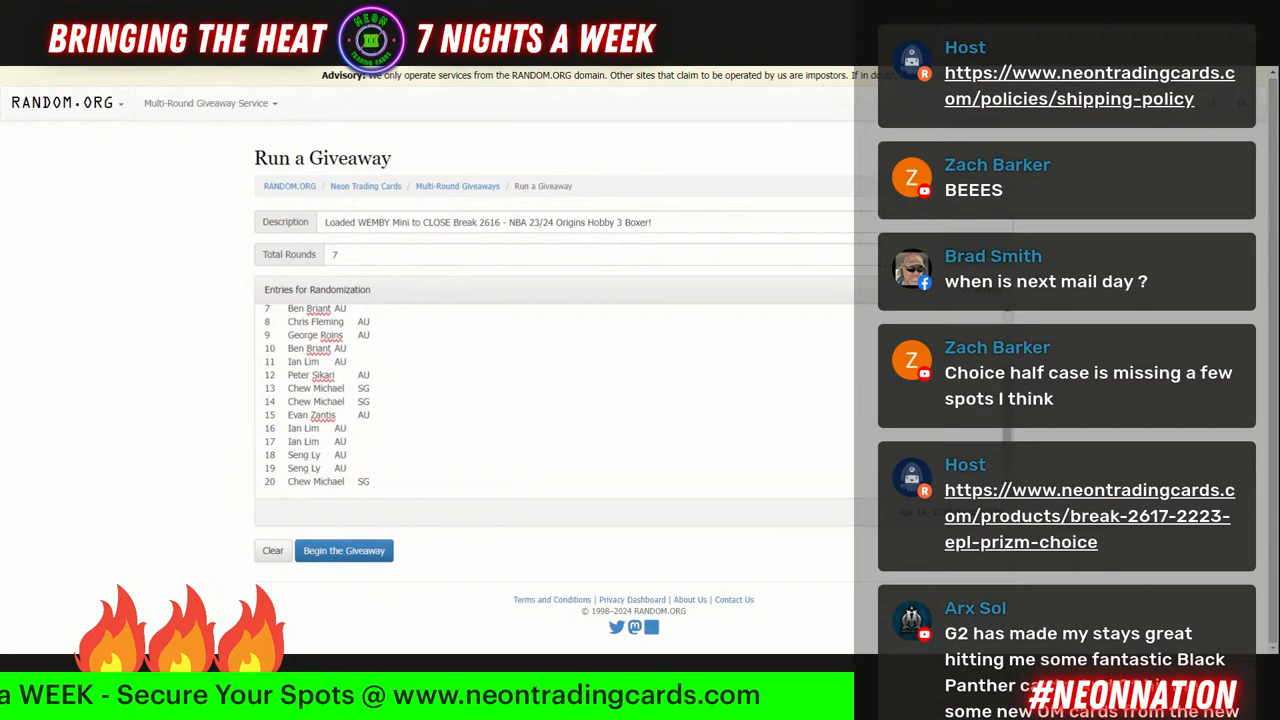 BRINGING THE HEAT
NEON
TRADING CARDS
7 NIGHTS A WEEK
Advisory: We only operate services from the RANDOM.ORG domain. Other sites that claim to be operated by us are impostors. If in doubt,
RANDOM.ORG
Multi-Round Giveaway Service
Run a Giveaway
RANDOM.ORG / Neon Trading Cards / Multi-Round Giveaways / Run a Giveaway
Description Loaded WEMBY Mini to CLOSE Break 2616 - NBA 23/24 Origins Hobby 3 Boxer!
Total Rounds 7
Entries for Randomization
7 Ben Briant AU
8 Chris Fleming AU
9 George Roins AU
10 Ben Briant AU
11 Ian Lim AU
12 Peter Sikari AU
13 Chew Michael SG
14 Chew Michael SG
15 Evan Zantis AU
16 Ian Lim AU
17 Ian Lim AU
18 Seng Ly AU
19 Seng Ly AU
20 Chew Michael SG
Clear
Begin the Giveaway
Terms and Conditions | Privacy Dashboard | About Us | Contact Us
© 1998–2024 RANDOM.ORG
Host
https://www.neontradingcards.c
om/policies/shipping-policy
Z
Zach Barker
BEEES
Brad Smith
when is next mail day ?
Z
Zach Barker
Choice half case is missing a few
spots I think
Host
https://www.neontradingcards.c
om/products/break-2617-2223-
epl-prizm-choice
Arx Sol
G2 has made my stays great
hitting me some fantastic Black
Panther
some new OM cards from the new
#NEONNATION
a WEEK - Secure Your Spots @ www.neontradingcards.com